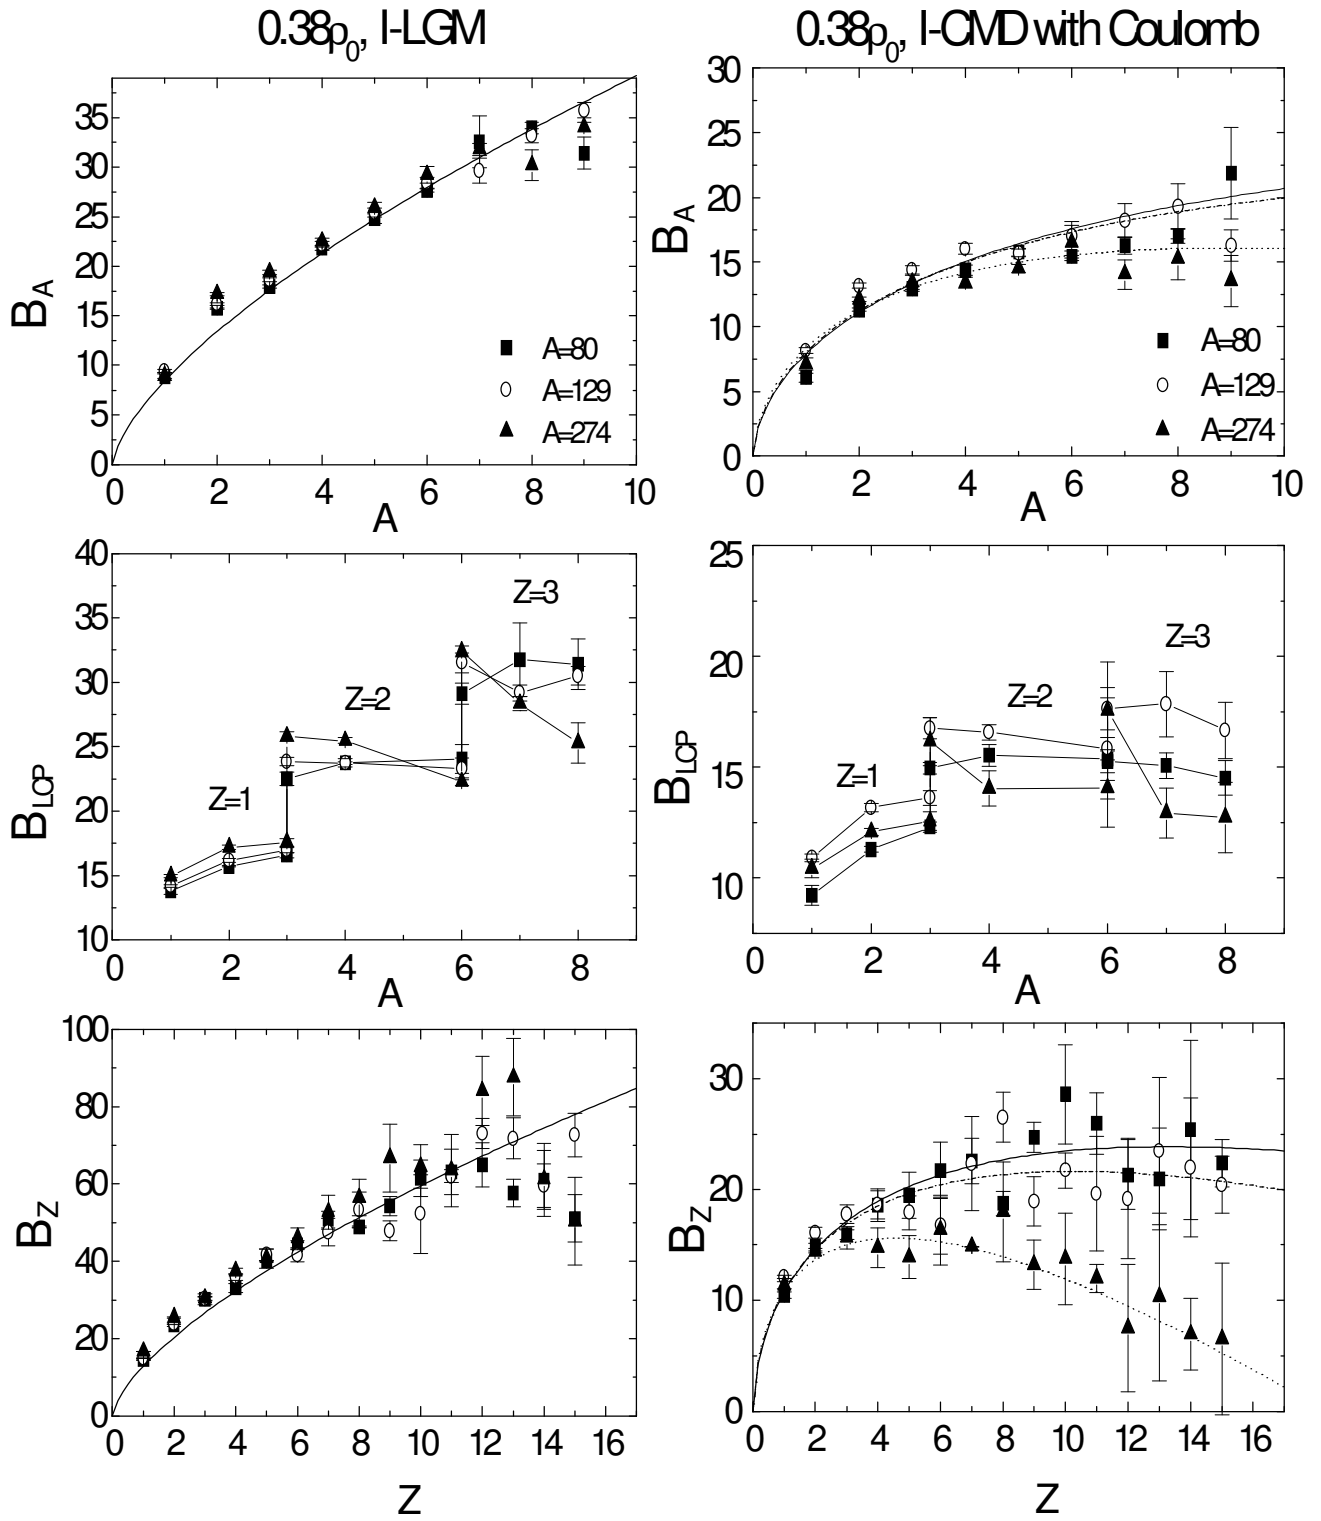 0.38ρ0, I-LGM
0.38ρ0, I-CMD with Coulomb
35
30
25
20
15
10
5
0
BA
A=80
A=129
A=274
0 2 4 6 8 10
A
30
25
20
15
10
5
0
BA
A=80
A=129
A=274
0 2 4 6 8 10
A
40
35
30
25
20
15
10
BLCP
Z=1
Z=2
Z=3
0 2 4 6 8
A
25
20
15
10
BLCP
Z=1
Z=2
Z=3
0 2 4 6 8
A
100
80
60
40
20
0
BZ
0 2 4 6 8 10 12 14 16
Z
30
20
10
0
BZ
0 2 4 6 8 10 12 14 16
Z